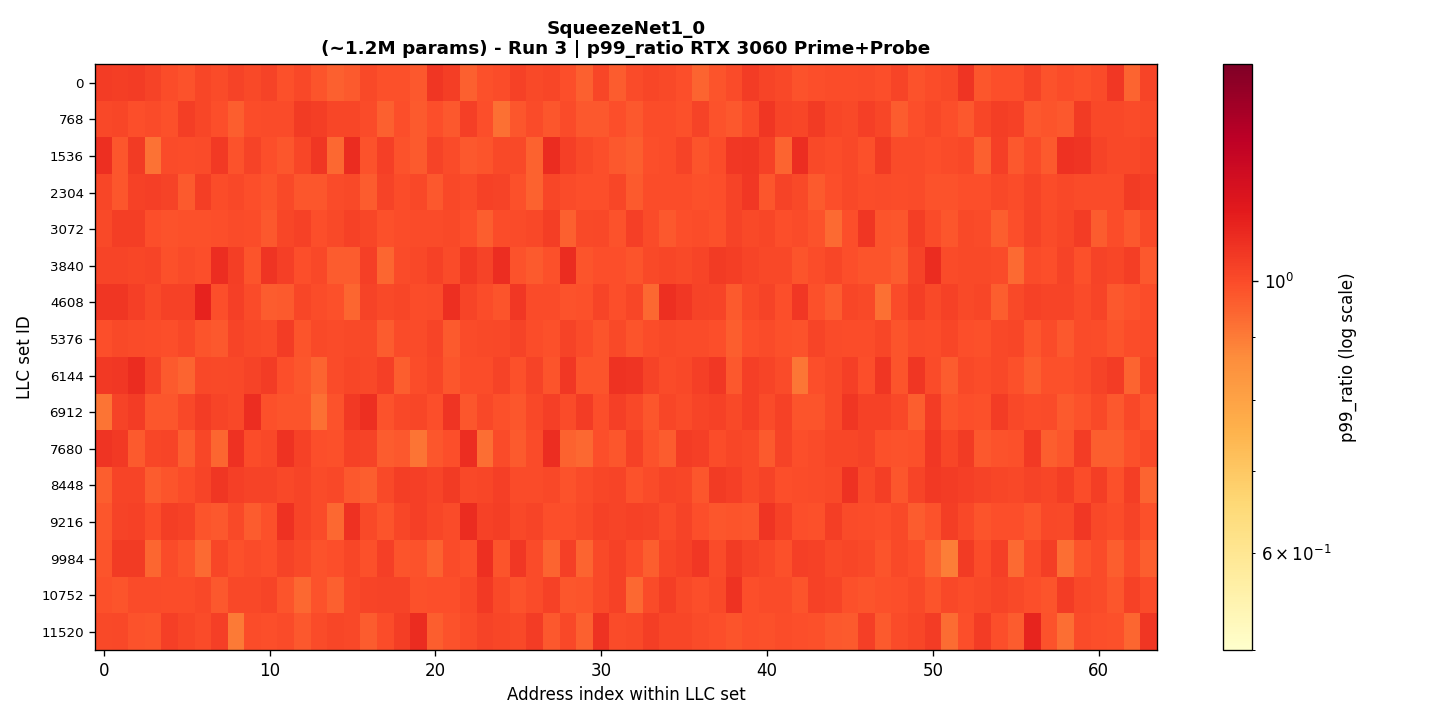 SqueezeNet1_0
(~1.2M params) - Run 3 | p99_ratio RTX 3060 Prime+Probe
LLC set ID
0
768
1536
2304
3072
3840
4608
5376
6144
6912
7680
8448
9216
9984
10752
11520
0 10 20 30 40 50 60
Address index within LLC set
10⁰
6 × 10⁻¹
p99_ratio (log scale)